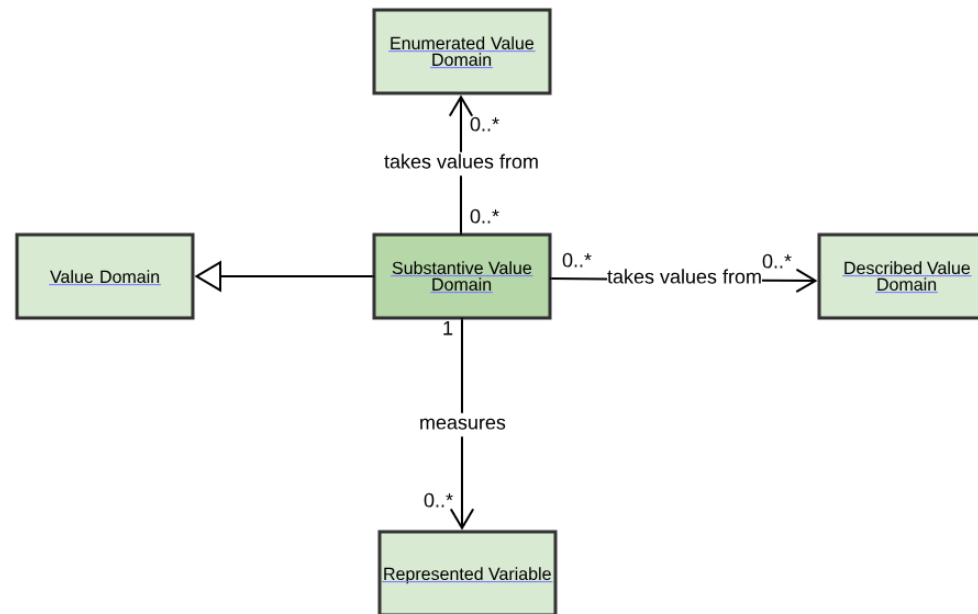 Enumerated Value
Domain
0..*
takes values from
0..*
Value Domain
Substantive Value
Domain
0..*
takes values from
0..*
Described Value
Domain
1
measures
0..*
Represented Variable